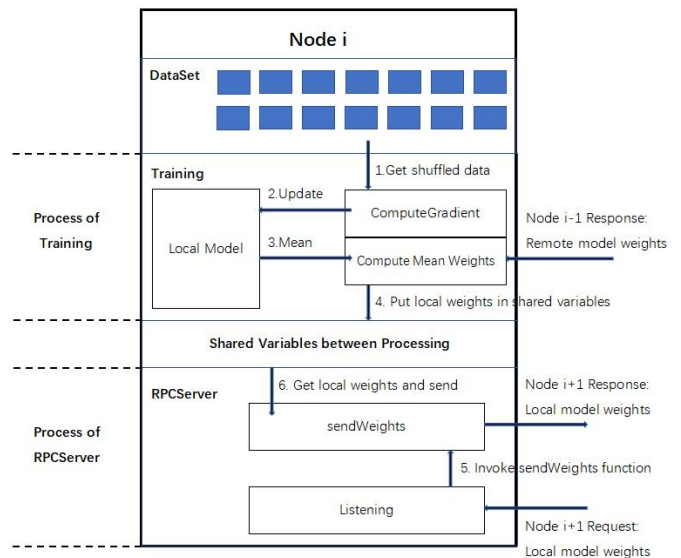 Node i
DataSet
Training
1.Get shuffled data
2.Update
ComputeGradient
Process of
Training
Local Model
3.Mean
Compute Mean Weights
Node i-1 Response:
Remote model weights
4. Put local weights in shared variables
Shared Variables between Processing
RPCServer
6. Get local weights and send
sendWeights
Node i+1 Response:
Local model weights
Process of
RPCServer
5. Invoke sendWeights function
Listening
Node i+1 Request:
Local model weights